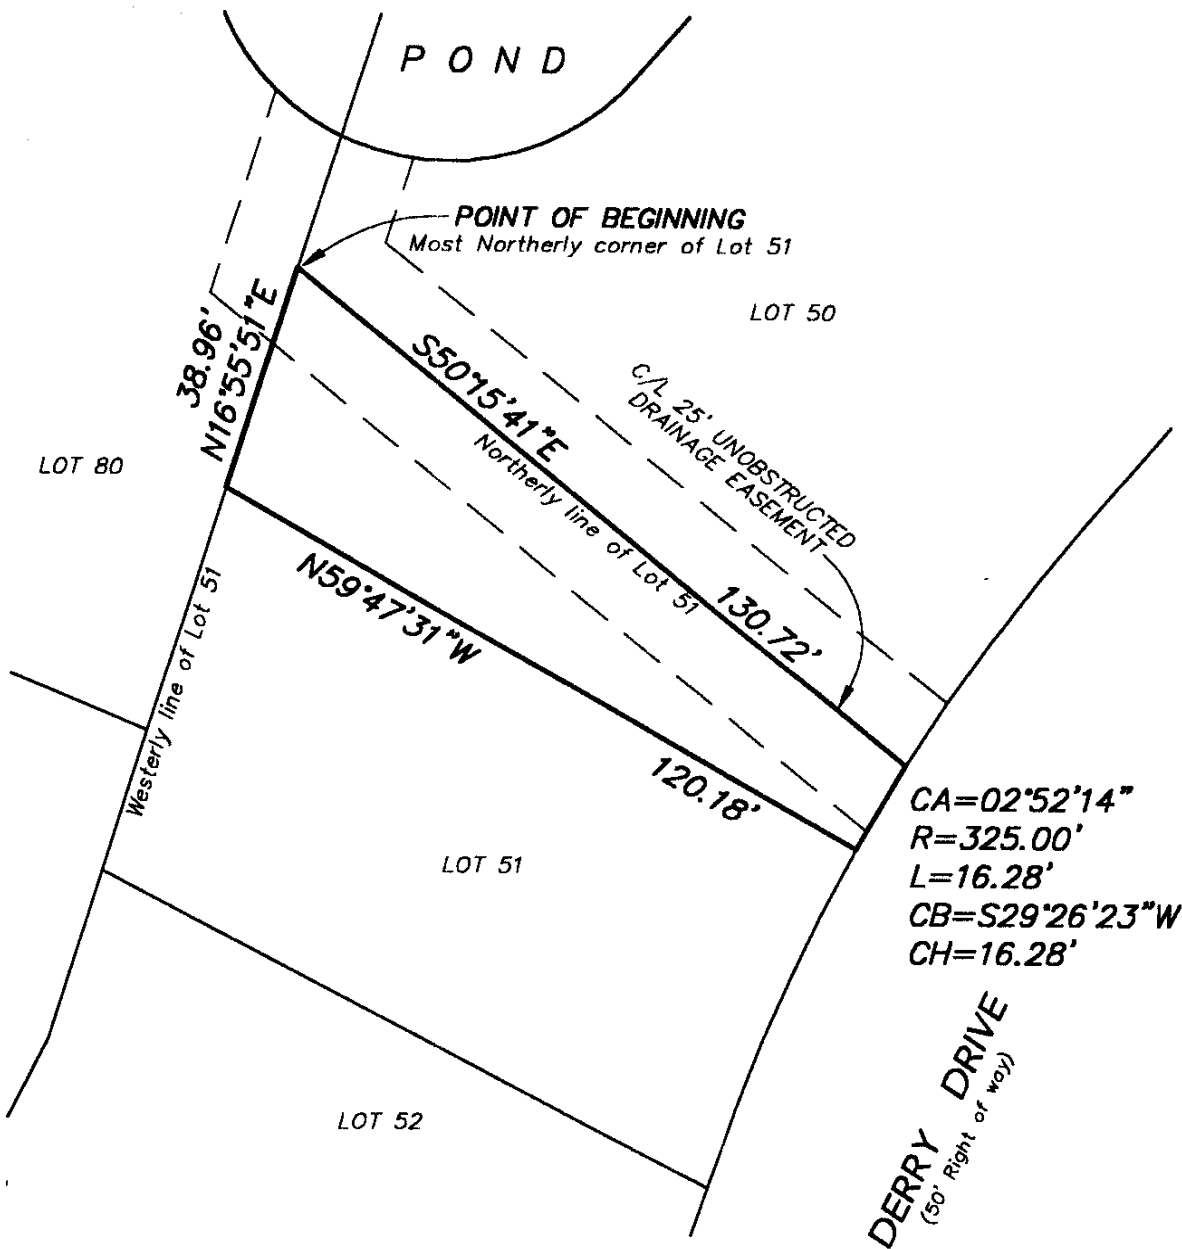 POND
POINT OF BEGINNING
Most Northerly corner of Lot 51
LOT 50
38.96'
N16°55'51"E
S50°15'41"E
130.72'
Northerly line of Lot 51
C/L 25' UNOBSTRUCTED
DRAINAGE EASEMENT
LOT 80
N59°47'31"W
120.18'
Westerly line of Lot 51
CA=02°52'14"
R=325.00'
L=16.28'
CB=S29°26'23"W
CH=16.28'
LOT 51
LOT 52
DERRY DRIVE
(50' Right of way)